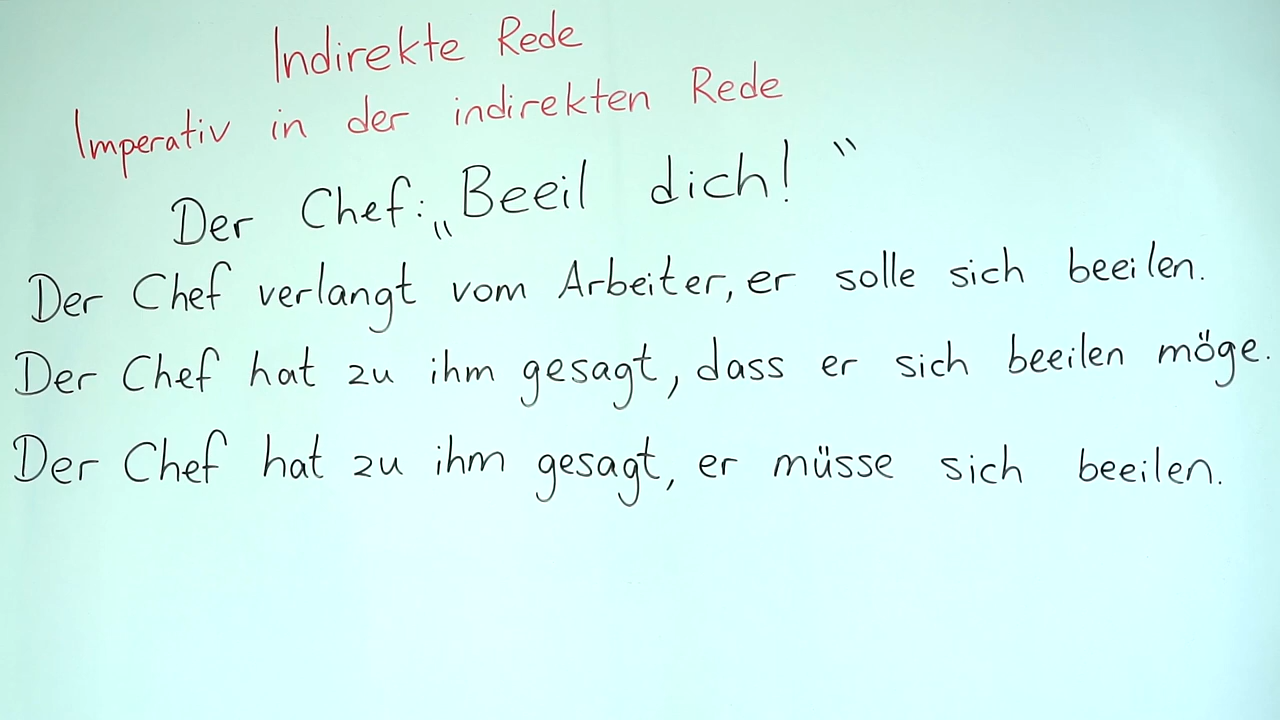 Indirekte Rede
Imperativ in der indirekten Rede
Der Chef: „Beeil dich! "
Der Chef verlangt vom Arbeiter, er solle sich beeilen.
Der Chef hat zu ihm gesagt, dass er sich beeilen möge.
Der Chef hat zu ihm gesagt, er müsse sich beeilen.